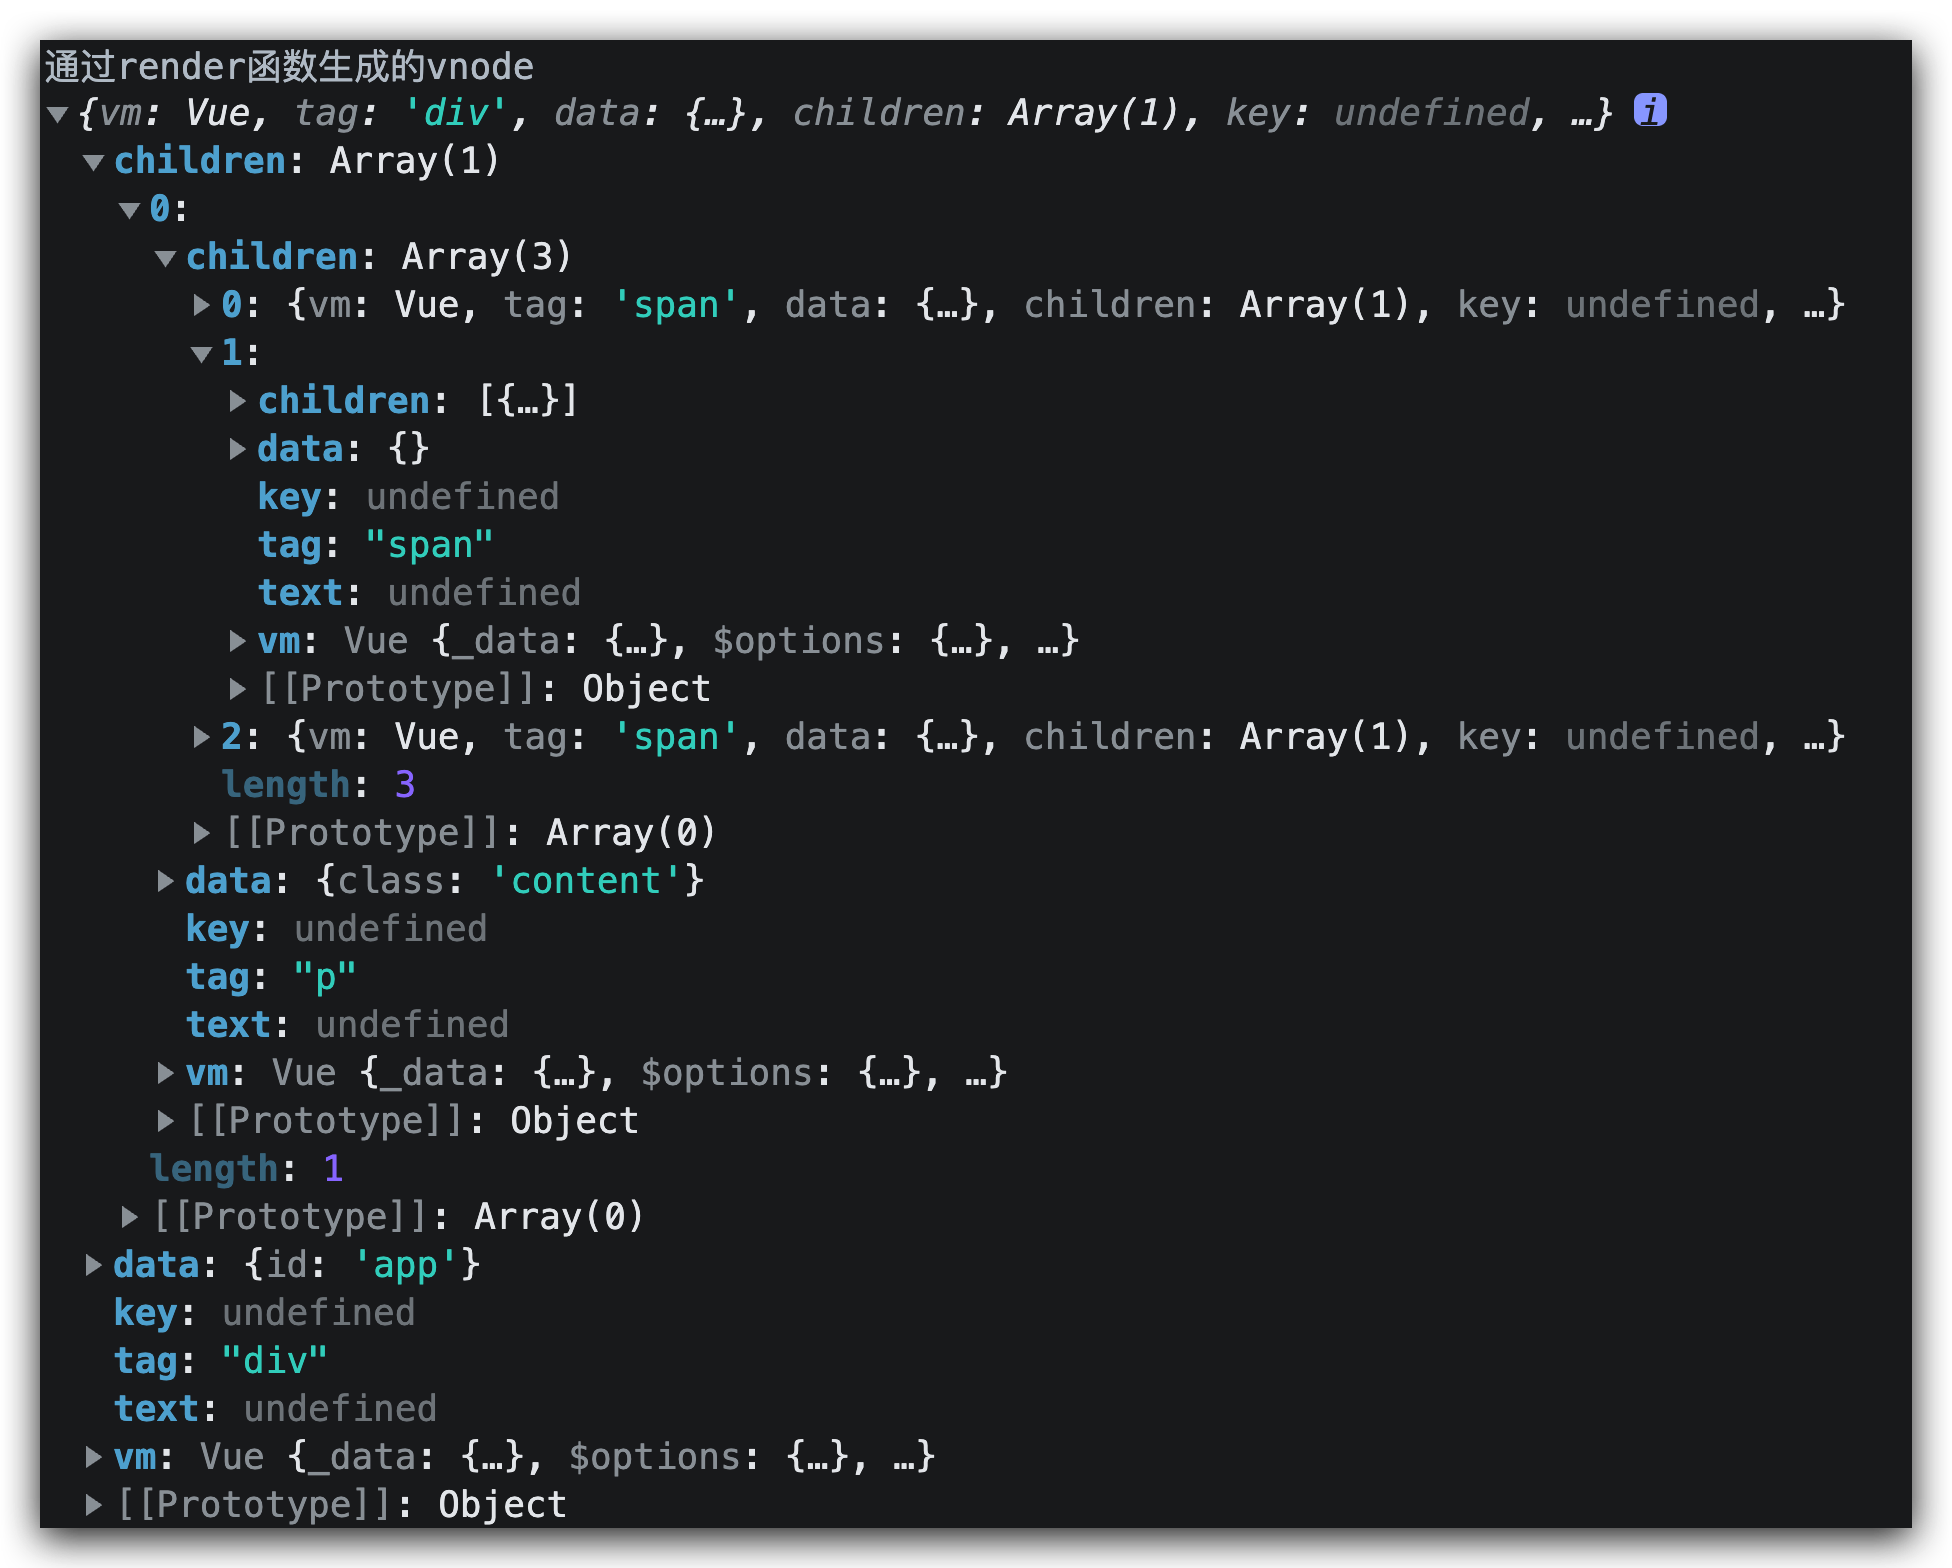 通过render函数生成的vnode
{vm: Vue, tag: 'div', data: {…}, children: Array(1), key: undefined, …} i
children: Array(1)
0:
children: Array(3)
0: {vm: Vue, tag: 'span', data: {…}, children: Array(1), key: undefined, …}
1:
children: [{…}]
data: {}
key: undefined
tag: "span"
text: undefined
vm: Vue {_data: {…}, $options: {…}, …}
[[Prototype]]: Object
2: {vm: Vue, tag: 'span', data: {…}, children: Array(1), key: undefined, …}
length: 3
[[Prototype]]: Array(0)
data: {class: 'content'}
key: undefined
tag: "p"
text: undefined
vm: Vue {_data: {…}, $options: {…}, …}
[[Prototype]]: Object
length: 1
[[Prototype]]: Array(0)
data: {id: 'app'}
key: undefined
tag: "div"
text: undefined
vm: Vue {_data: {…}, $options: {…}, …}
[[Prototype]]: Object